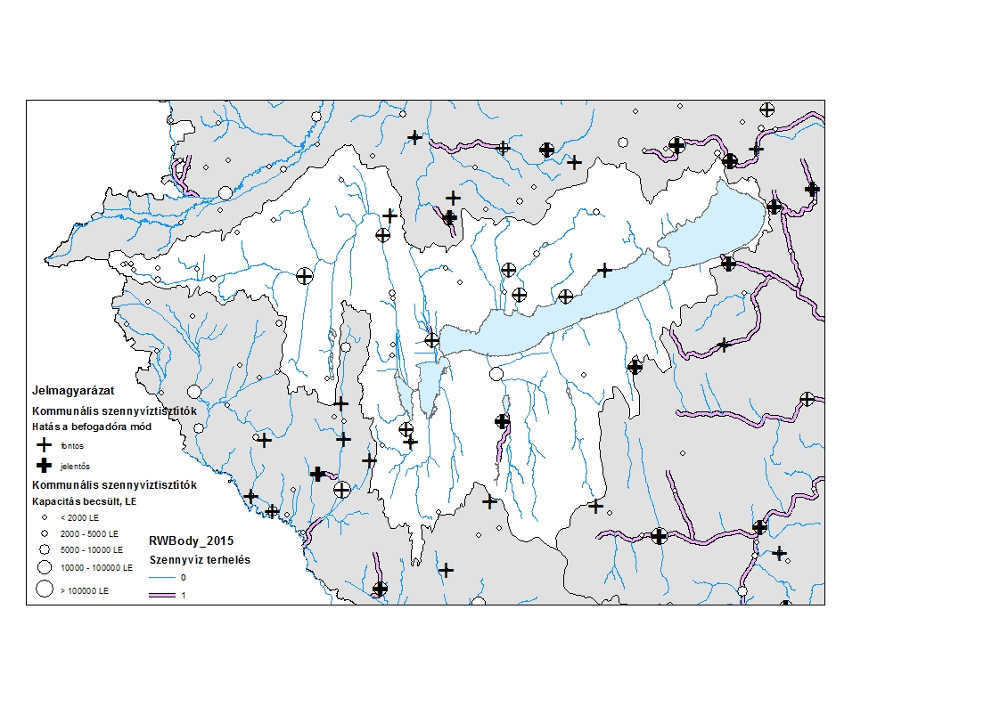 Jelmagyarázat
Kommunális szennyvíztisztítók
Hatás a befogadóra mód
fontos
jelentős
Kommunális szennyvíztisztítók
Kapacitás becsült, LE
< 2000 LE
2000 - 5000 LE
5000 - 10000 LE
10000 - 100000 LE
> 100000 LE
RWBody_2015
Szennyvíz terhelés
0
1